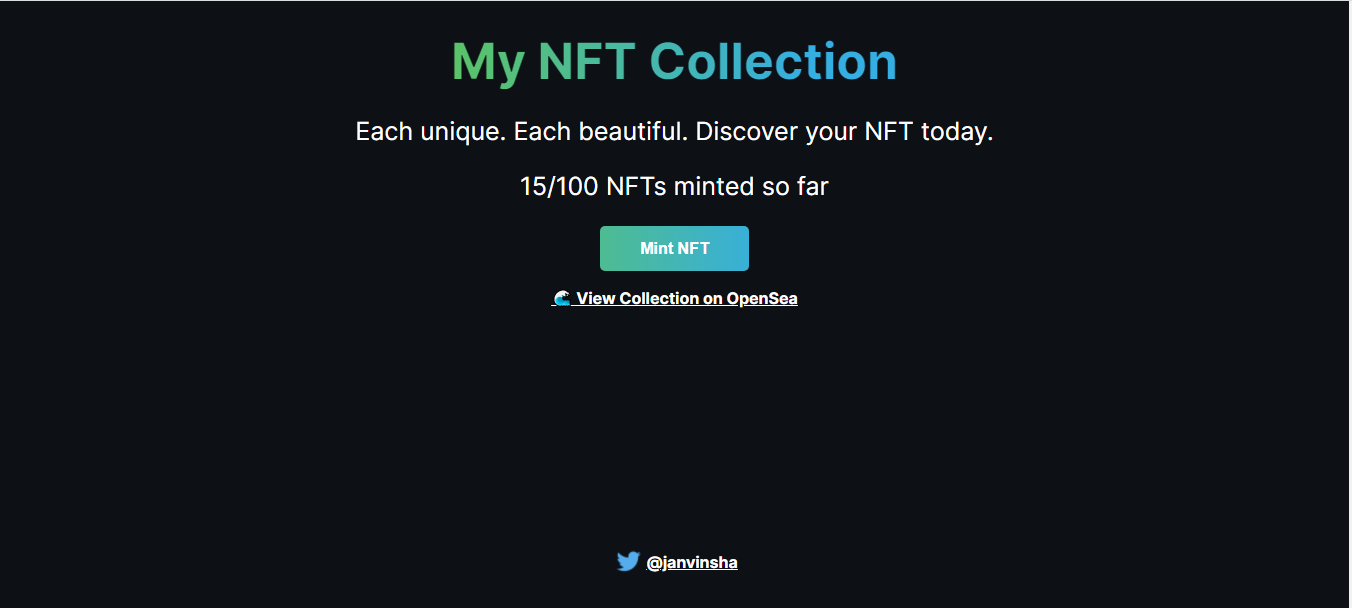 My NFT Collection
Each unique. Each beautiful. Discover your NFT today.
15/100 NFTs minted so far
Mint NFT
🌊 View Collection on OpenSea
@janvinsha